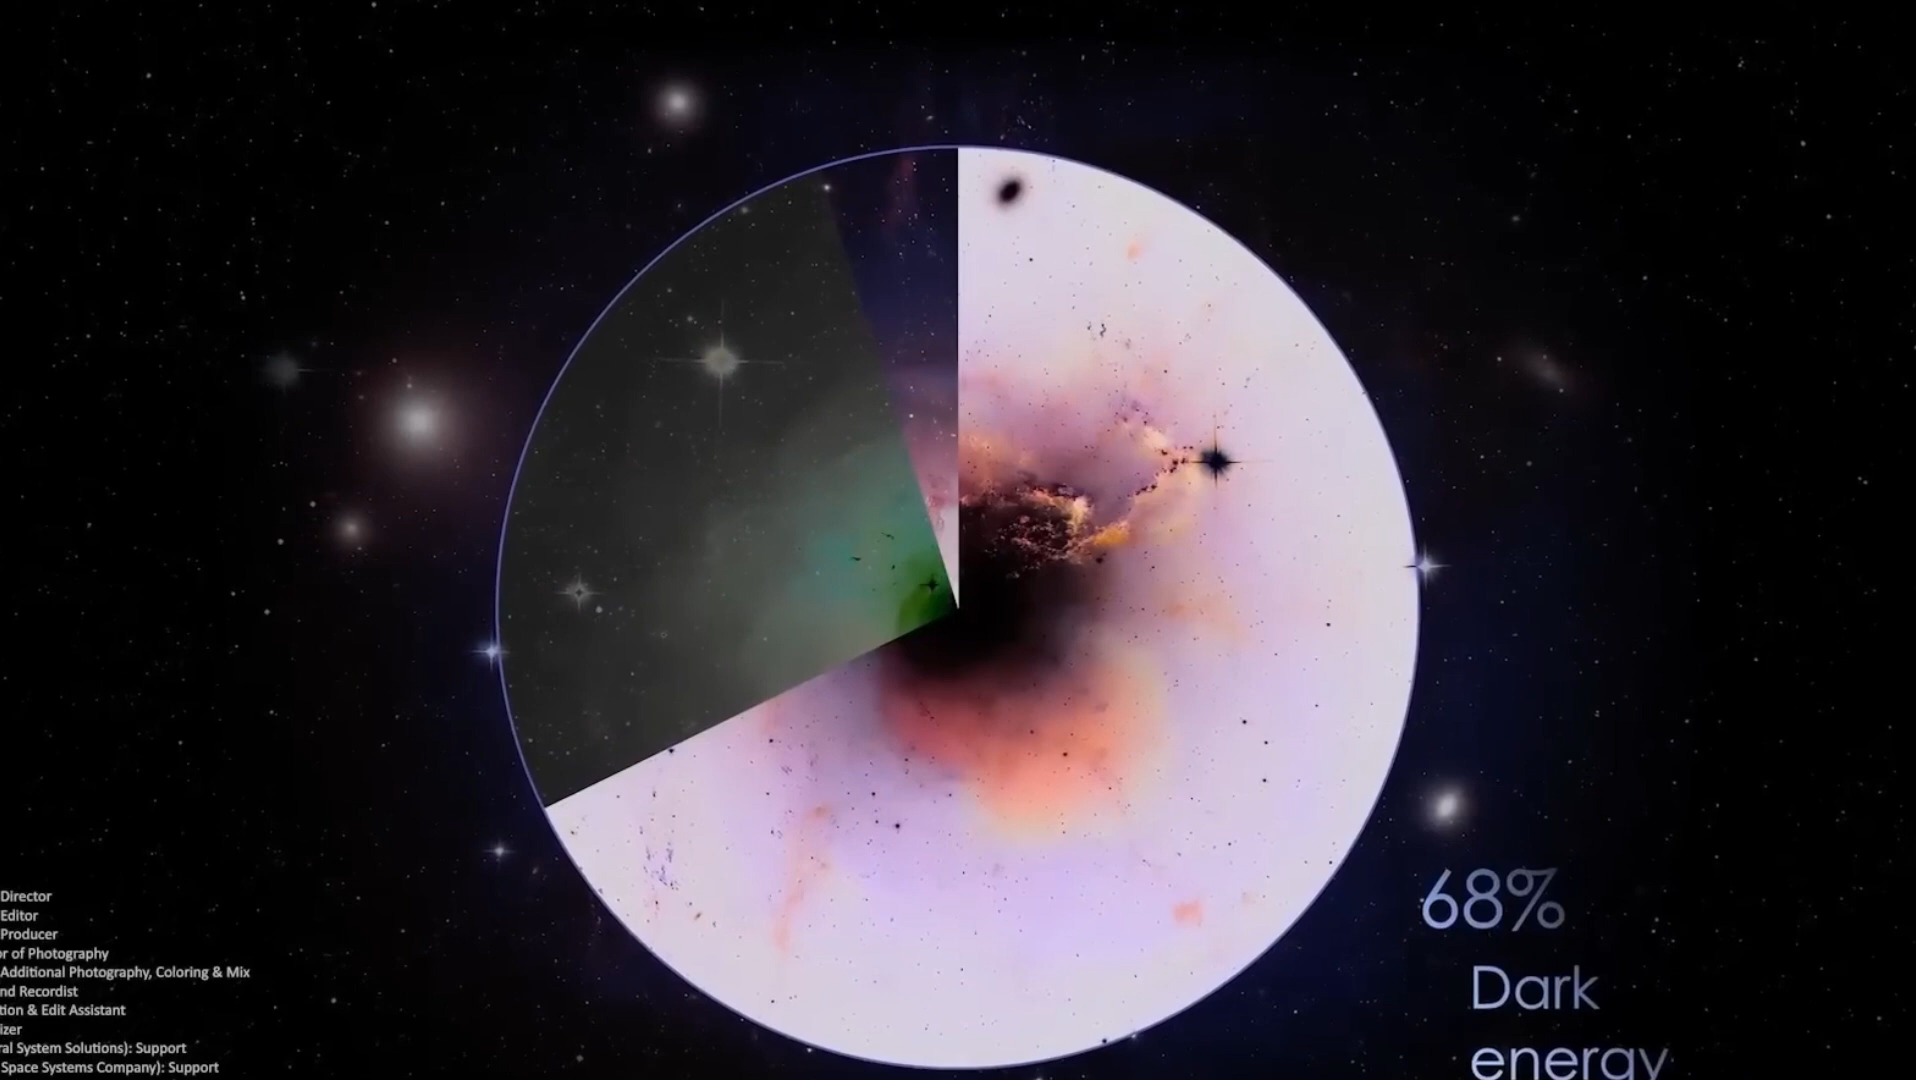 Director
Editor
Producer
or of Photography
Additional Photography, Coloring & Mix
nd Recordist
tion & Edit Assistant
izer
ral System Solutions): Support
Space Systems Company): Support
68%
Dark
energy